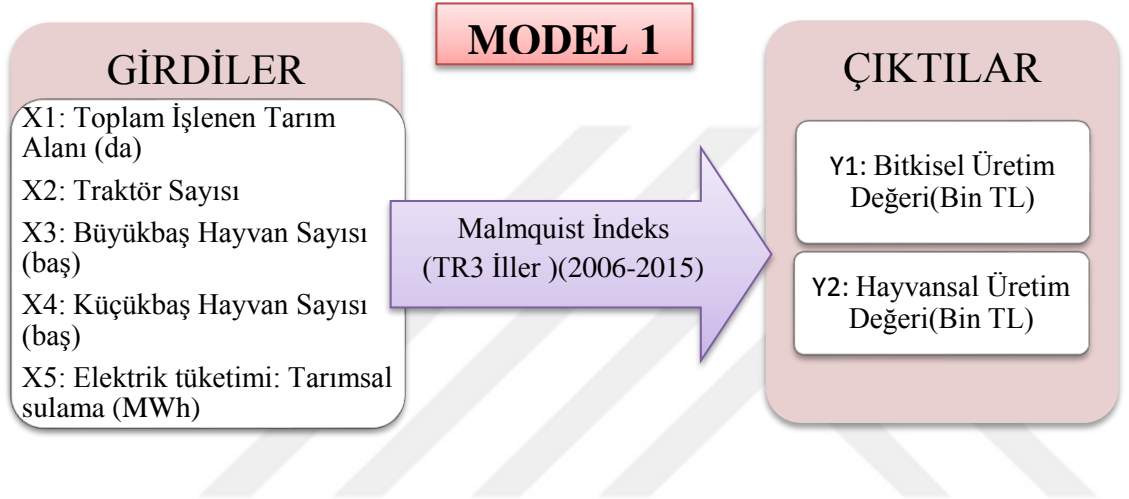 MODEL 1
GİRDİLER
X1: Toplam İşlenen Tarım
Alanı (da)
X2: Traktör Sayısı
X3: Büyükbaş Hayvan Sayısı
(baş)
X4: Küçükbaş Hayvan Sayısı
(baş)
X5: Elektrik tüketimi: Tarımsal
sulama (MWh)
Malmquist İndeks
(TR3 İller )(2006-2015)
ÇIKTILAR
Y1: Bitkisel Üretim
Değeri(Bin TL)
Y2: Hayvansal Üretim
Değeri(Bin TL)